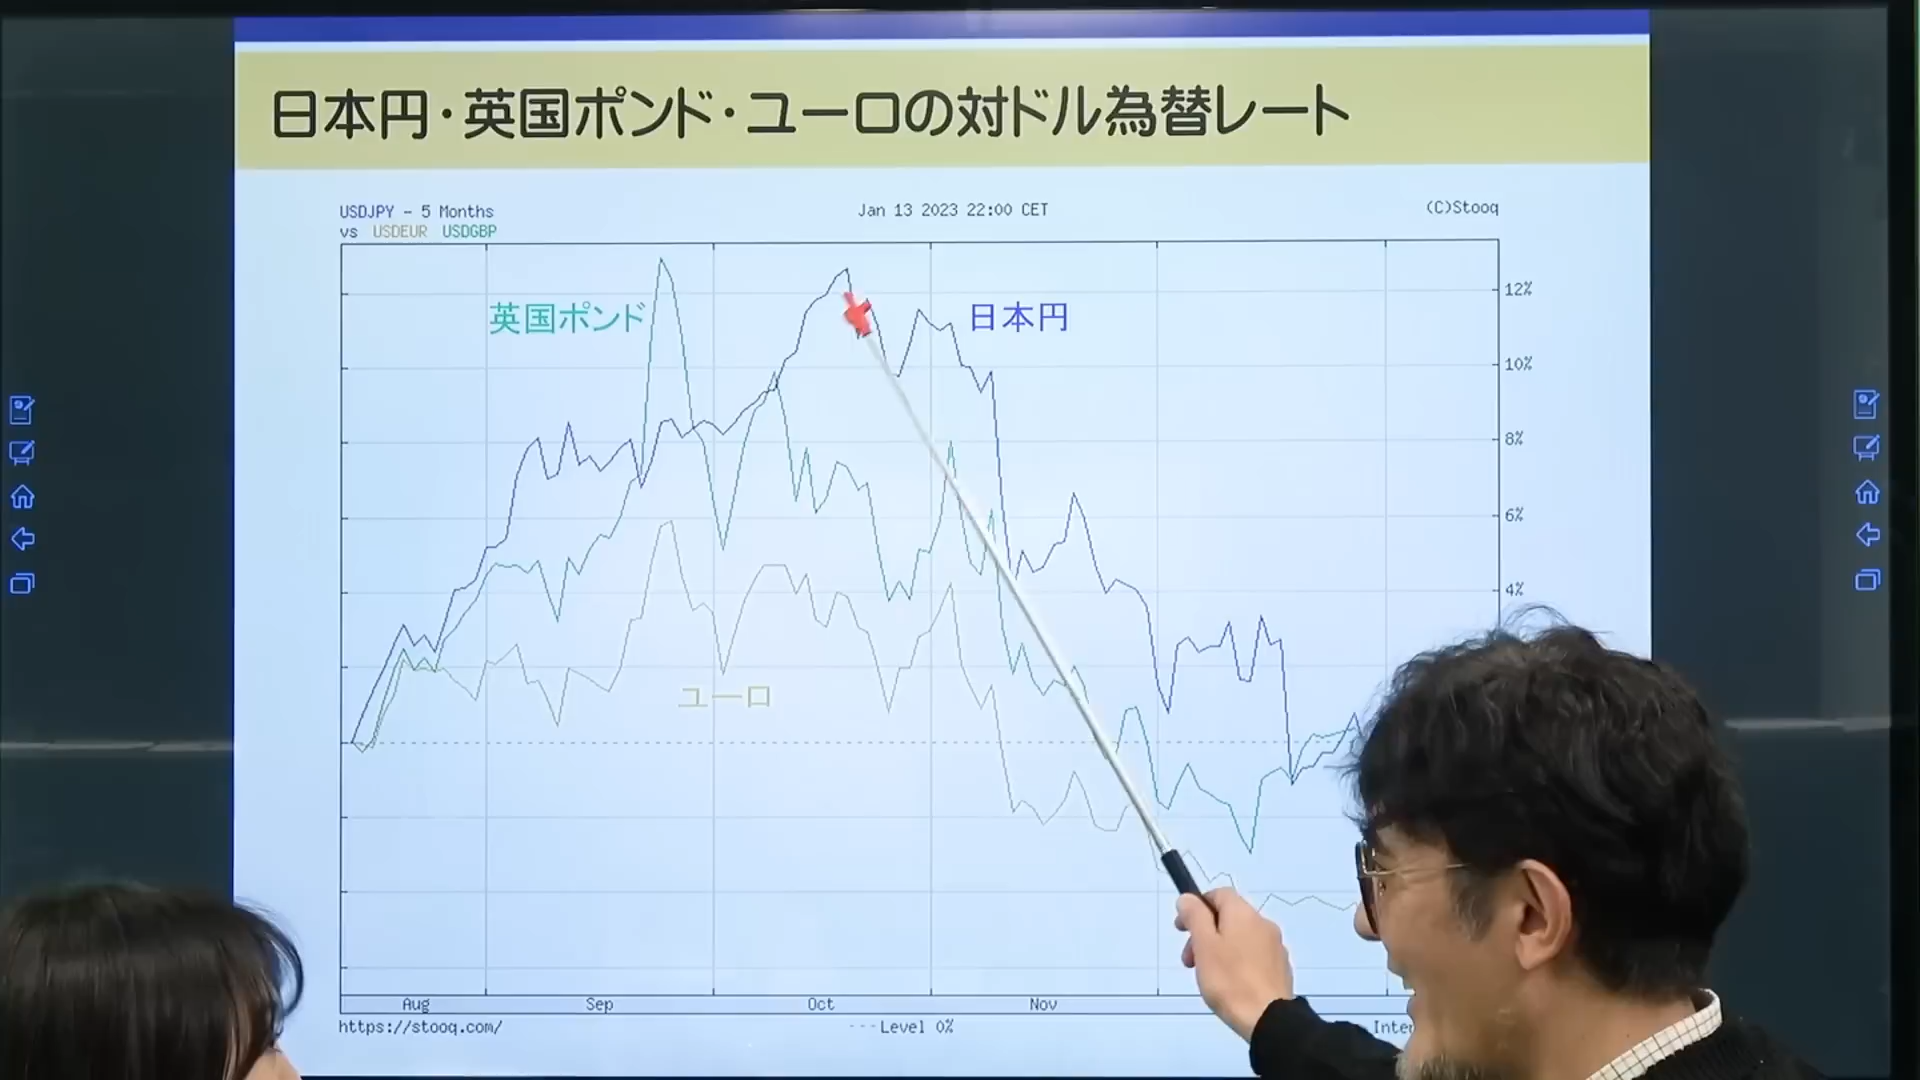 日本円・英国ポンド・ユーロの対ドル為替レート
USDJPY - 5 Months
Jan 13 2023 22:00 CET
(C)Stooq
vs USDEUR USDGBP
英国ポンド
日本円
ユーロ
12%
10%
8%
6%
4%
Aug
Sep
Oct
Nov
https://stooq.com/
---Level 0%